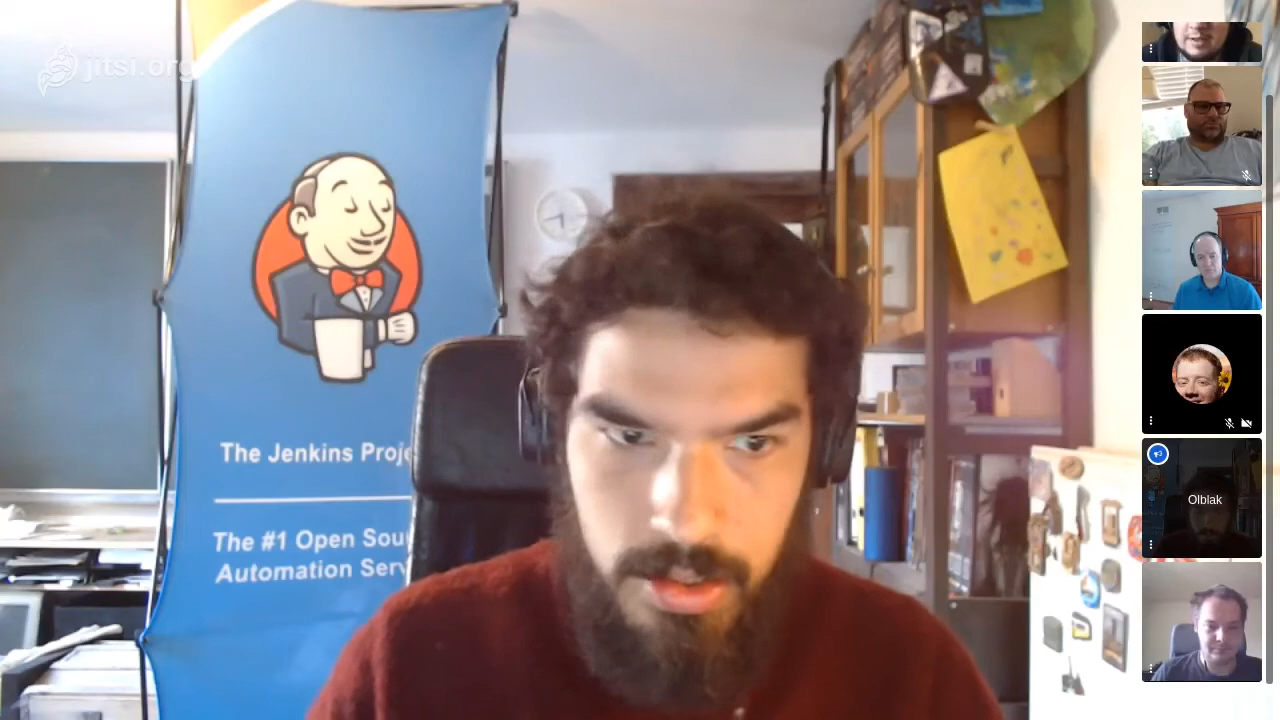 jitsi.org
The Jenkins Proje
The #1 Open Sou
Automation Serv
Olblak